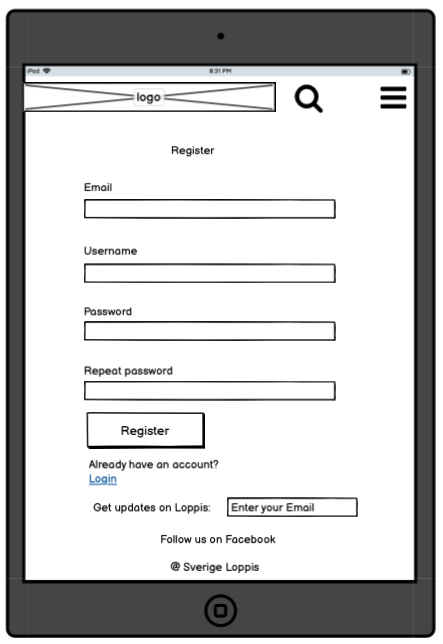 iPod 8:31 PM
logo
Register
Email
Username
Password
Repeat password
Register
Already have an account?
Login
Get updates on Loppis: Enter your Email
Follow us on Facebook
@ Sverige Loppis